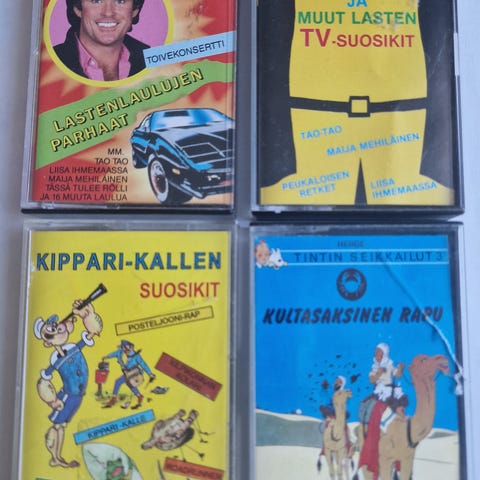 TOIVEKONSERTTI
LASTENLAULUJEN
PARHAAT
MM.
TAO TAO
LIISA IHMEMAASSA
MAIJA MEHILÄINEN
TÄSSÄ TULEE RÖLLI
JA 16 MUUTA LAULUA
JA
MUUT LASTEN
TV-SUOSIKIT
TAO-TAO
MAIJA MEHILÄINEN
PEUKALOISEN
RETKET
LIISA
IHMEMAASSA
KIPPARI-KALLEN
SUOSIKIT
POSTELJOONI-RAP
KIPPARI-KALLE
ROADRUNNER
HERGÉ
TINTIN SEIKKAILUT 3
KULTASAKSINEN RAPU